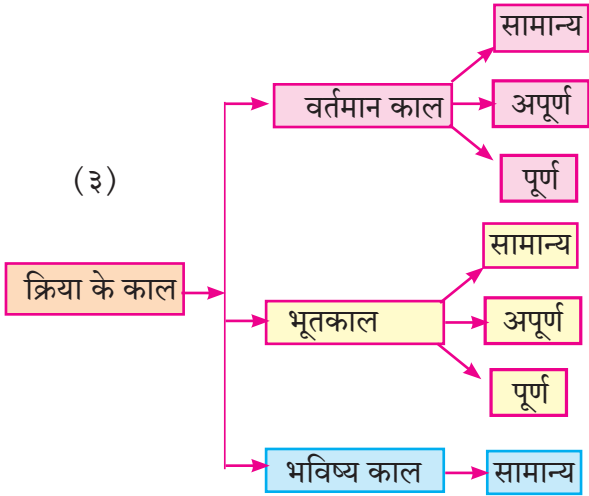 (३)
क्रिया के काल
वर्तमान काल
सामान्य
अपूर्ण
पूर्ण
भूतकाल
सामान्य
अपूर्ण
पूर्ण
भविष्य काल
सामान्य